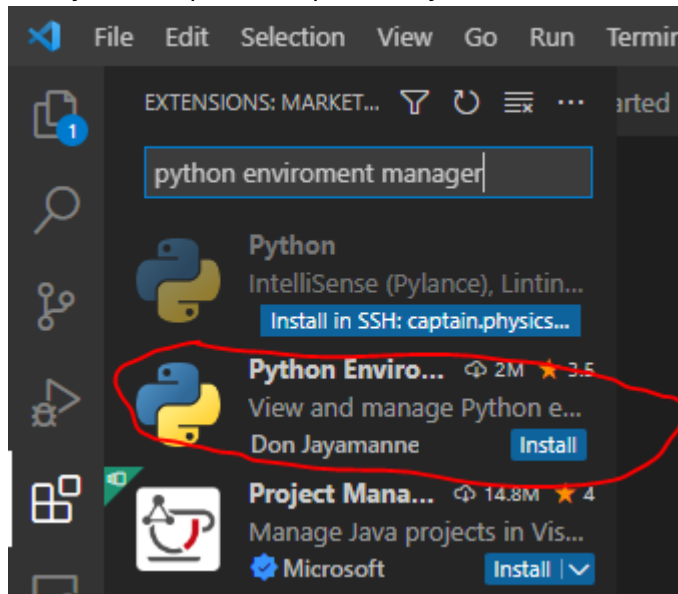 File Edit Selection View Go Run Termin
EXTENSIONS: MARKET... ...
arted
1
python enviroment manager
Python
IntelliSense (Pylance), Lintin...
Install in SSH: captain.physics...
Python Enviro... 2M 3.5
View and manage Python e...
Don Jayamanne Install
Project Mana... 14.8M 4
Manage Java projects in Vis...
Microsoft Install